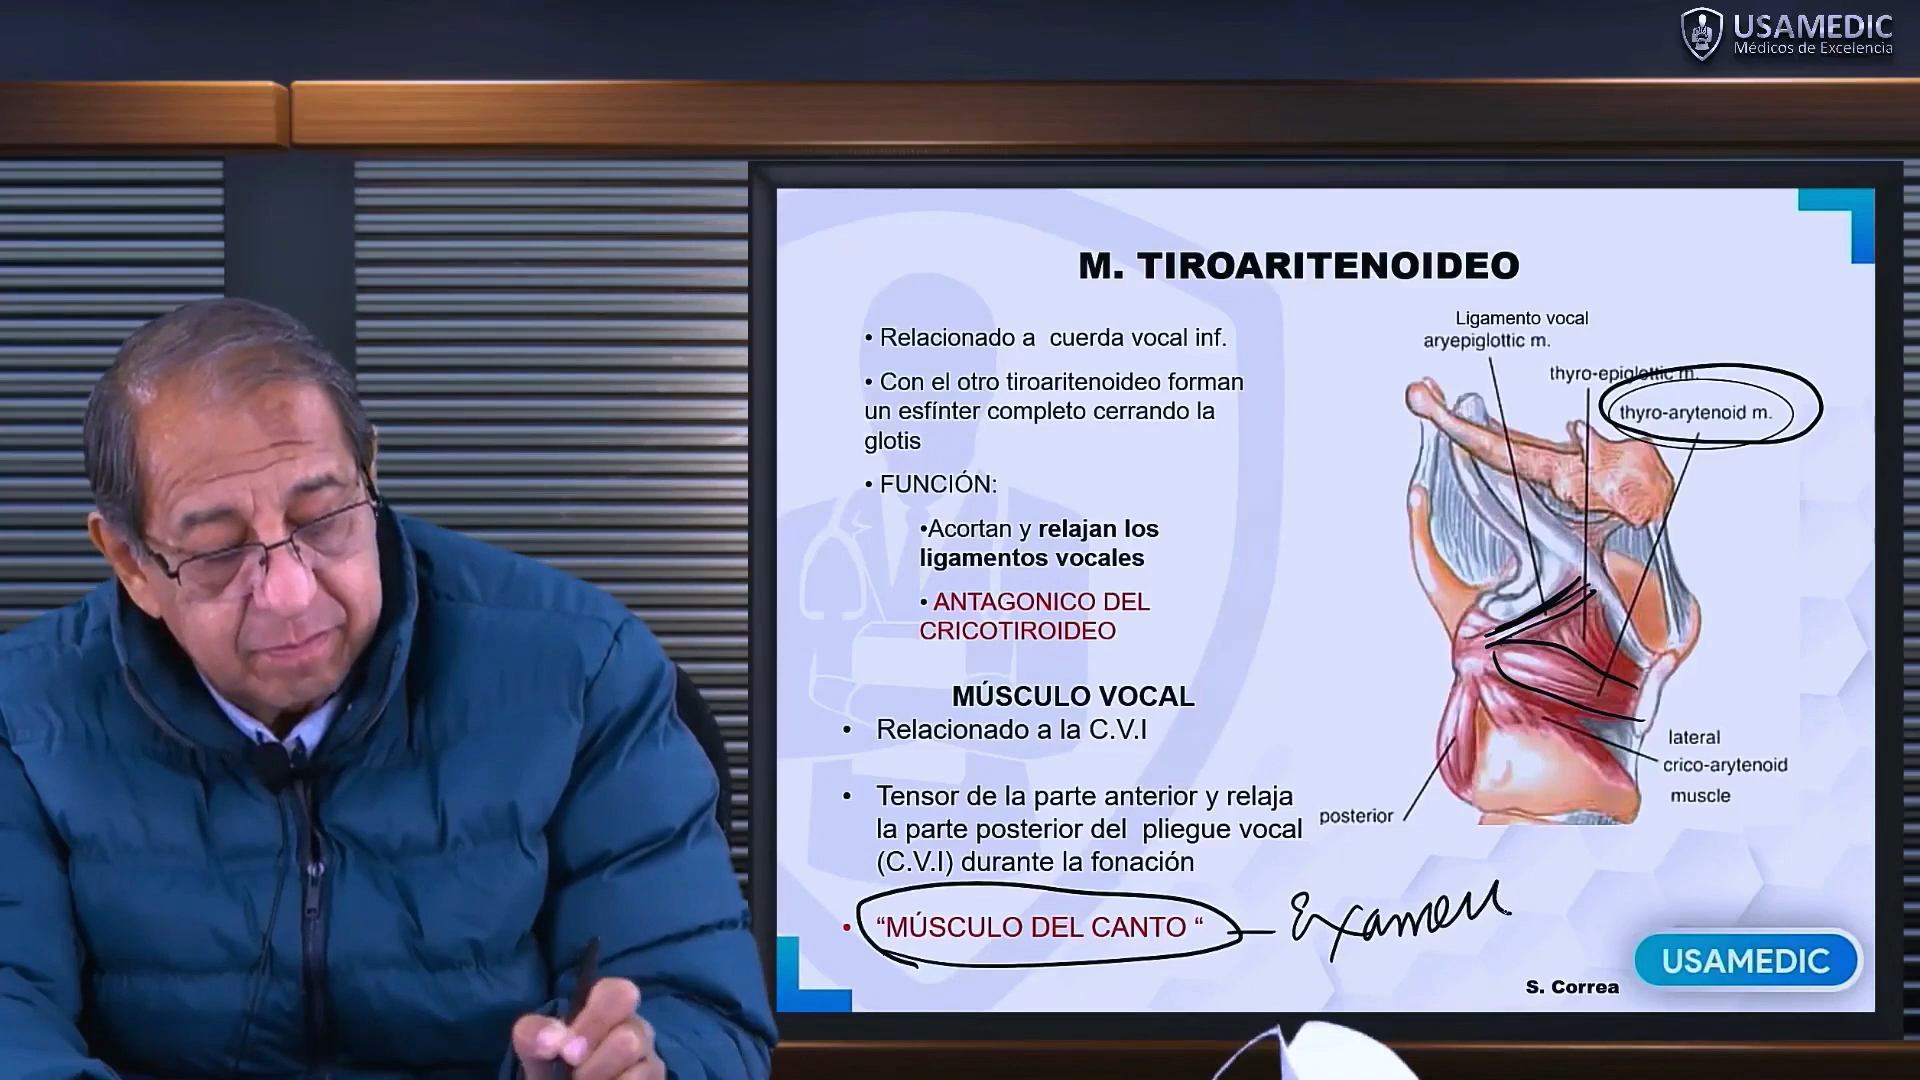 USAMEDIC
Médicos de Excelencia
M. TIROARITENOIDEO
• Relacionado a cuerda vocal inf.
• Con el otro tiroaritenoideo forman
un esfínter completo cerrando la
glotis
• FUNCIÓN:
•Acortan y relajan los
ligamentos vocales
• ANTAGONICO DEL
CRICOTIROIDEO
MÚSCULO VOCAL
• Relacionado a la C.V.I
• Tensor de la parte anterior y relaja
la parte posterior del pliegue vocal
(C.V.I) durante la fonación
• “MÚSCULO DEL CANTO “
Examen
Ligamento vocal
aryepiglottic m.
thyro-epiglottic m.
thyro-arytenoid m.
lateral
crico-arytenoid
muscle
posterior
USAMEDIC
S. Correa